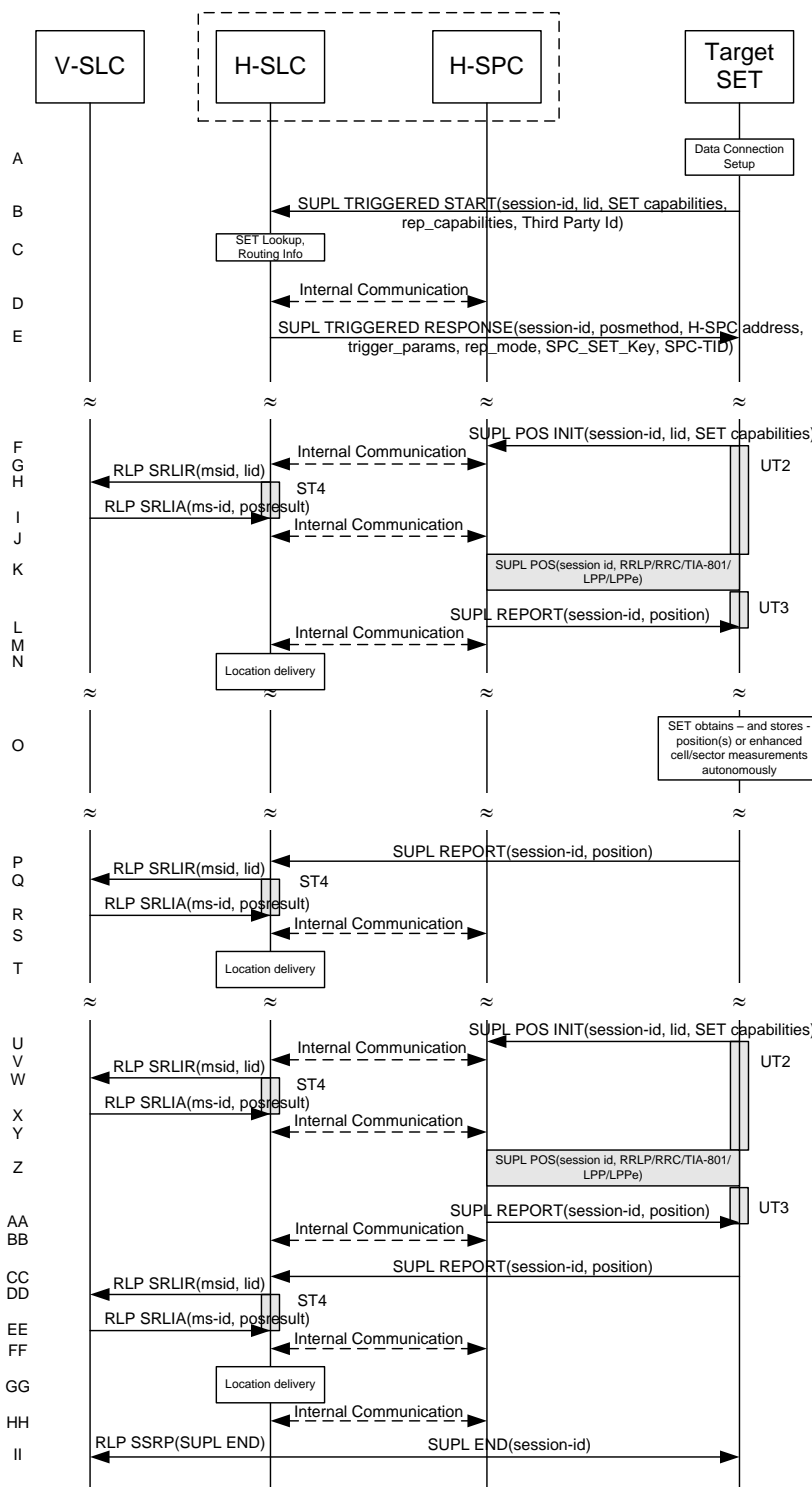 V-SLC
H-SLC
H-SPC
Target
SET
A
Data Connection
Setup
B
SUPL TRIGGERED START(session-id, lid, SET capabilities,
rep_capabilities, Third Party Id)
C
SET Lookup,
Routing Info
D
Internal Communication
E
SUPL TRIGGERED RESPONSE(session-id, posmethod, H-SPC address,
trigger_params, rep_mode, SPC_SET_Key, SPC-TID)
≈ ≈ ≈ ≈
F
SUPL POS INIT(session-id, lid, SET capabilities)
G
Internal Communication
UT2
H
RLP SRLIR(msid, lid)
ST4
I
RLP SRLIA(ms-id, posresult)
J
Internal Communication
K
SUPL POS(session id, RRLP/RRC/TIA-801/
LPP/LPPe)
UT3
L
SUPL REPORT(session-id, position)
M
Internal Communication
N
Location delivery
≈ ≈ ≈ ≈
O
SET obtains – and stores -
position(s) or enhanced
cell/sector measurements
autonomously
≈ ≈ ≈ ≈
P
SUPL REPORT(session-id, position)
Q
RLP SRLIR(msid, lid)
ST4
R
RLP SRLIA(ms-id, posresult)
S
Internal Communication
T
Location delivery
≈ ≈ ≈ ≈
U
SUPL POS INIT(session-id, lid, SET capabilities)
V
Internal Communication
UT2
W
RLP SRLIR(msid, lid)
ST4
X
RLP SRLIA(ms-id, posresult)
Y
Internal Communication
Z
SUPL POS(session id, RRLP/RRC/TIA-801/
LPP/LPPe)
UT3
AA
SUPL REPORT(session-id, position)
BB
Internal Communication
CC
SUPL REPORT(session-id, position)
DD
RLP SRLIR(msid, lid)
ST4
EE
RLP SRLIA(ms-id, posresult)
FF
Internal Communication
GG
Location delivery
HH
Internal Communication
II
RLP SSRP(SUPL END)
SUPL END(session-id)